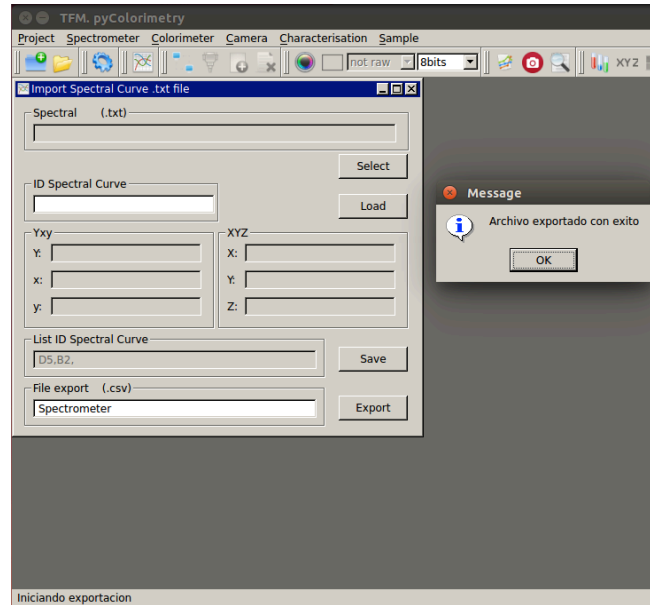 TFM. pyColorimetry
Project Spectrometer Colorimeter Camera Characterisation Sample
not raw 8bits XYZ
Import Spectral Curve .txt file
Spectral (.txt)
Select
ID Spectral Curve
Load
Yxy XYZ
Y: X:
x: Y:
y: Z:
List ID Spectral Curve
D5,B2, Save
File export (.csv)
Spectrometer Export
Message
Archivo exportado con exito
OK
Iniciando exportacion